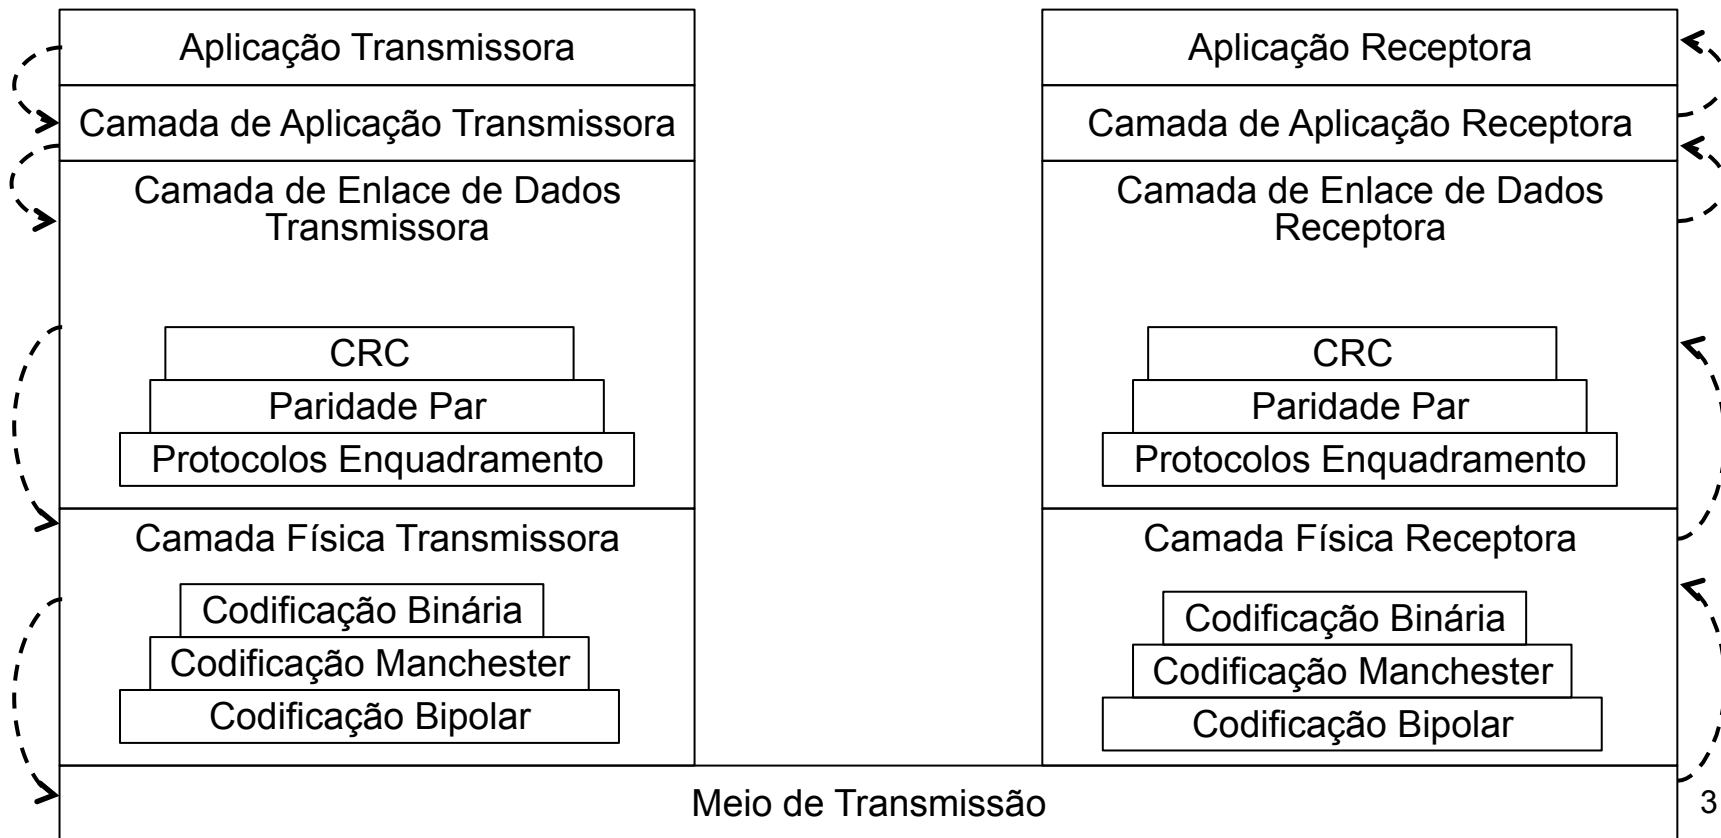 Aplicação Transmissora
Camada de Aplicação Transmissora
Camada de Enlace de Dados
Transmissora
CRC
Paridade Par
Protocolos Enquadramento
Camada Física Transmissora
Codificação Binária
Codificação Manchester
Codificação Bipolar
Aplicação Receptora
Camada de Aplicação Receptora
Camada de Enlace de Dados
Receptora
CRC
Paridade Par
Protocolos Enquadramento
Camada Física Receptora
Codificação Binária
Codificação Manchester
Codificação Bipolar
Meio de Transmissão
3